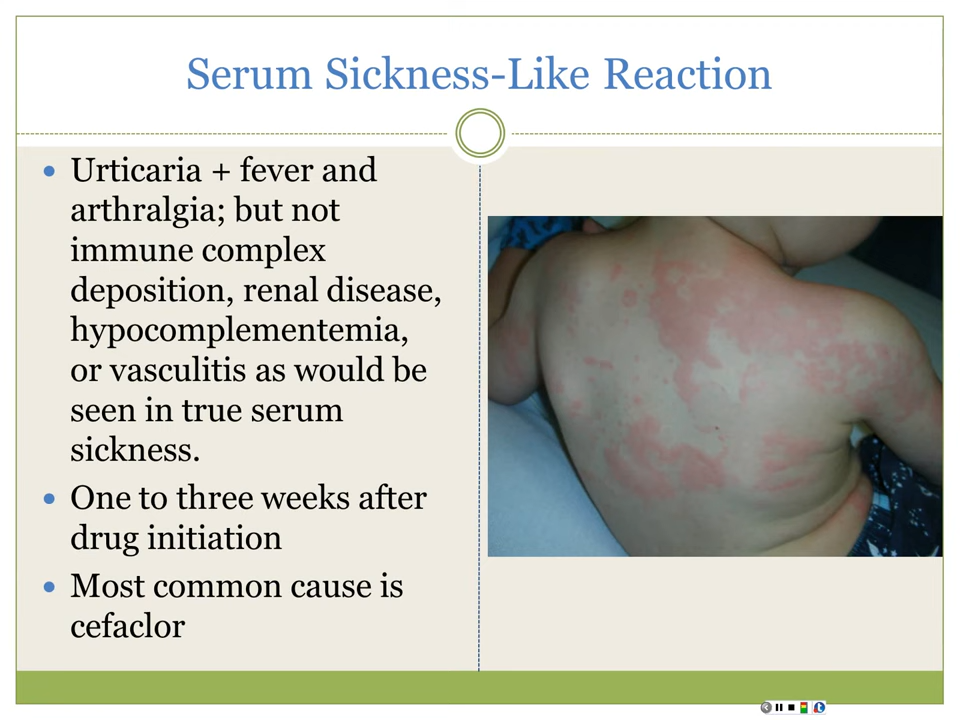 Serum Sickness-Like Reaction
• Urticaria + fever and
arthralgia; but not
immune complex
deposition, renal disease,
hypocomplementemia,
or vasculitis as would be
seen in true serum
sickness.
• One to three weeks after
drug initiation
• Most common cause is
cefaclor